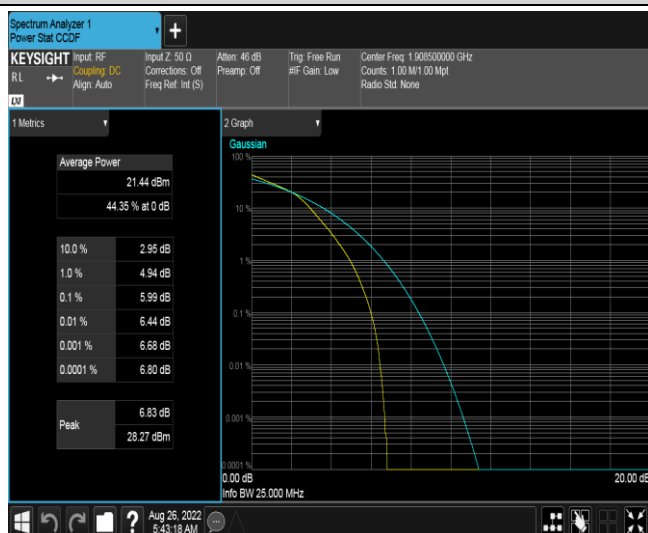 Spectrum Analyzer 1
Power Stat CCDF
KEYSIGHT
RL
LXI
Input: RF
Coupling: DC
Align: Auto
Input Z: 50 Ω
Corrections: Off
Freq Ref: Int (S)
Atten: 46 dB
Preamp: Off
Trig: Free Run
#IF Gain: Low
Center Freq: 1.908500000 GHz
Counts: 1.00 M/1.00 Mpt
Radio Std: None
1 Metrics
Average Power
21.44 dBm
44.35 % at 0 dB
10.0 % 2.95 dB
1.0 % 4.94 dB
0.1 % 5.99 dB
0.01 % 6.44 dB
0.001 % 6.68 dB
0.0001 % 6.80 dB
Peak
6.83 dB
28.27 dBm
2 Graph
Gaussian
100 %
10 %
1 %
0.1 %
0.01 %
0.001 %
0.0001 %
0.00 dB 20.00 dB
Info BW 25.000 MHz
?
Aug 26, 2022
5:43:18 AM